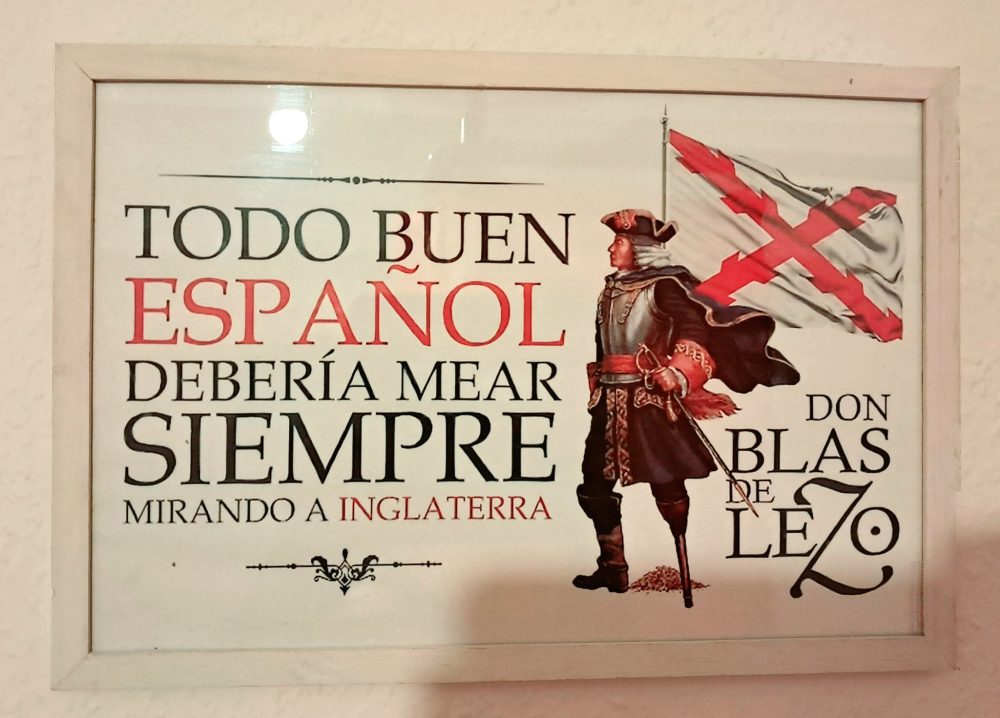 TODO BUEN
ESPAÑOL
DEBERÍA MEAR
SIEMPRE
MIRANDO A INGLATERRA
DON
BLAS
DE
LEZO